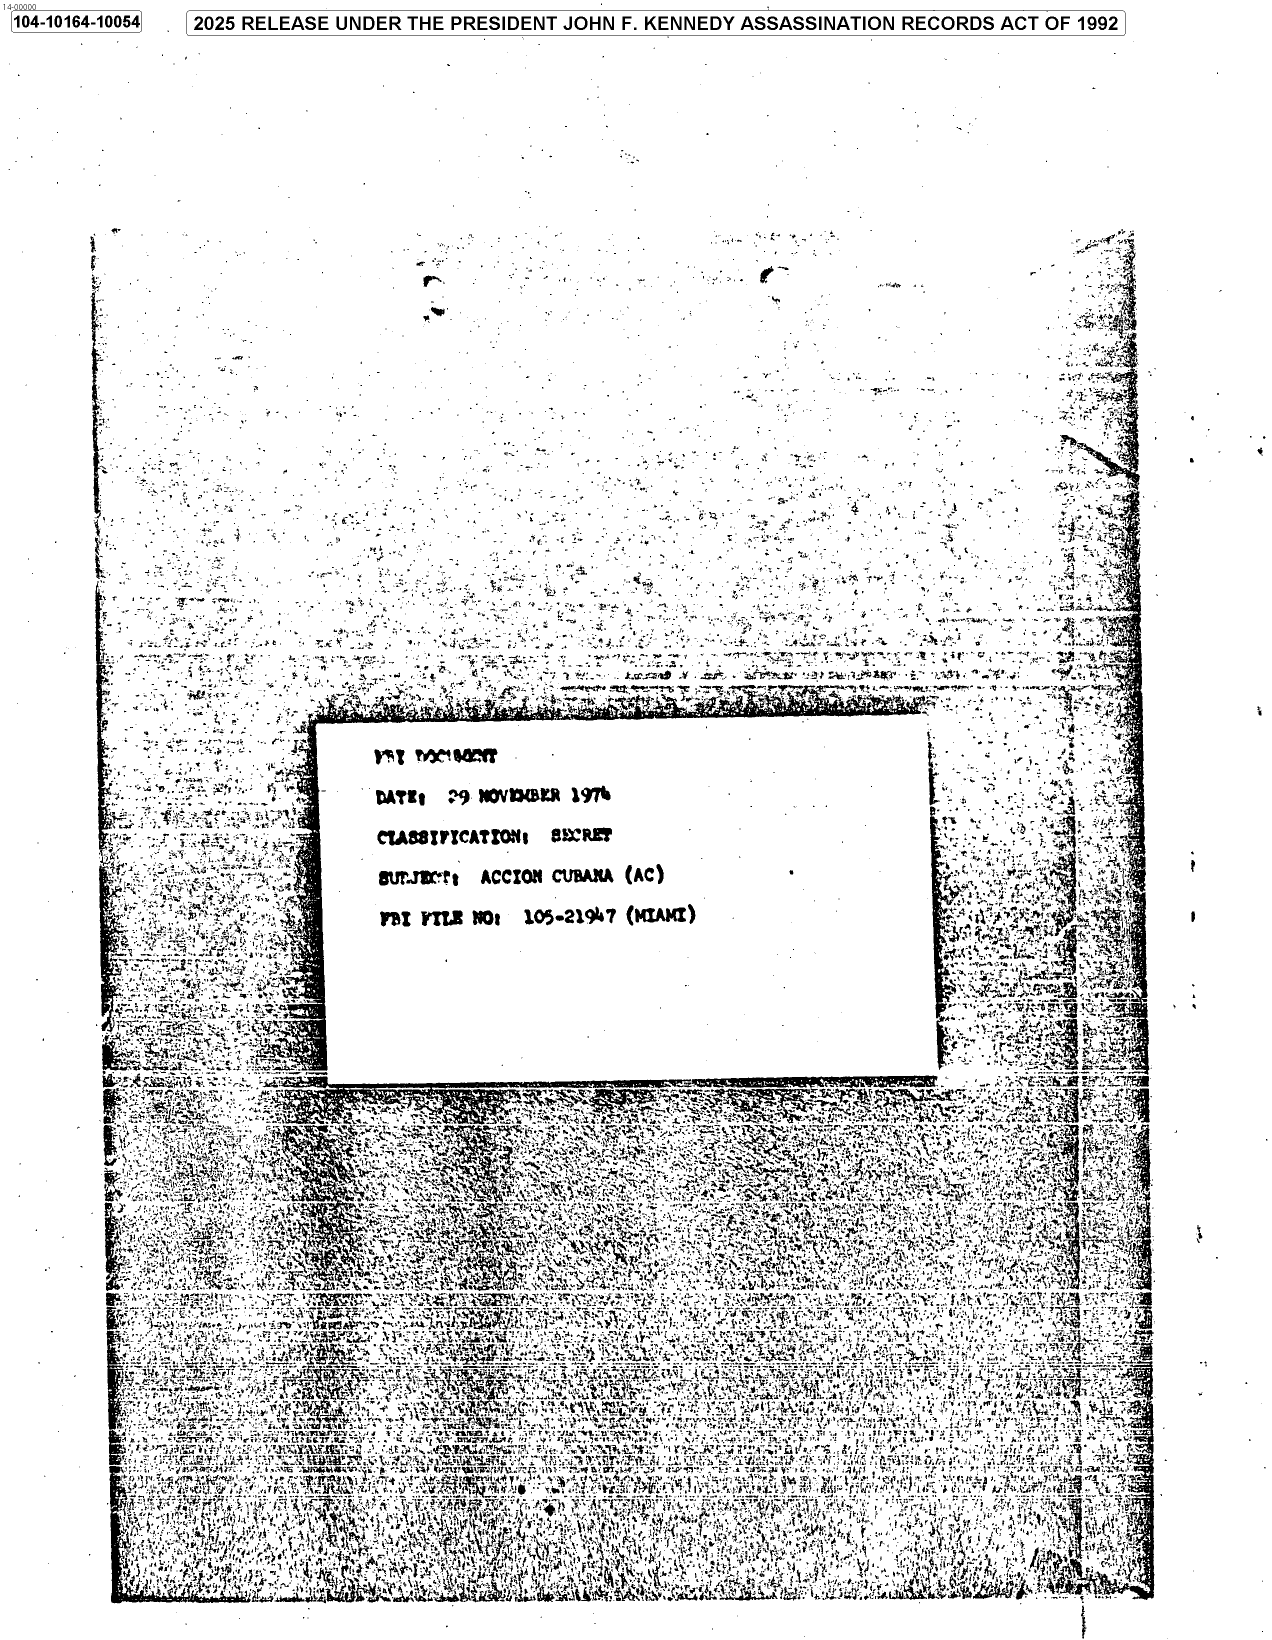 14-00000
104-10164-10054
2025 RELEASE UNDER THE PRESIDENT JOHN F. KENNEDY ASSASSINATION RECORDS ACT OF 1992
FBI DOCUMENT
DATE: 29 NOVEMBER 1974
CLASSIFICATION: SECRET
SUBJECT: ACCION CUBANA (AC)
FBI FILE NO: 105-21947 (MIAMI)